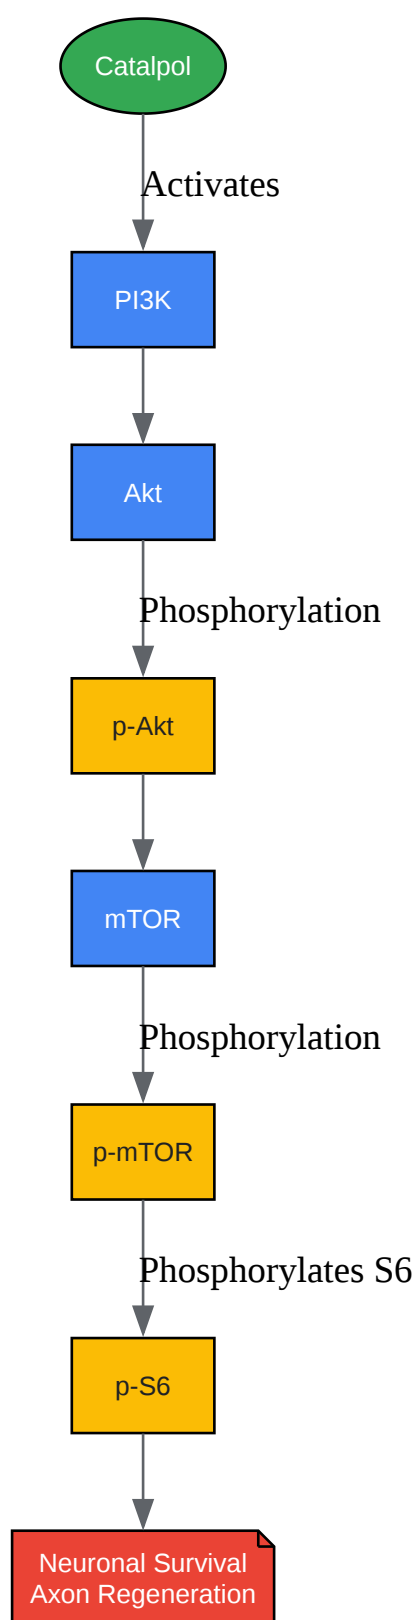 Catalpol
Activates
PI3K
Akt
Phosphorylation
p-Akt
mTOR
Phosphorylation
p-mTOR
Phosphorylates S6
p-S6
Neuronal Survival
Axon Regeneration